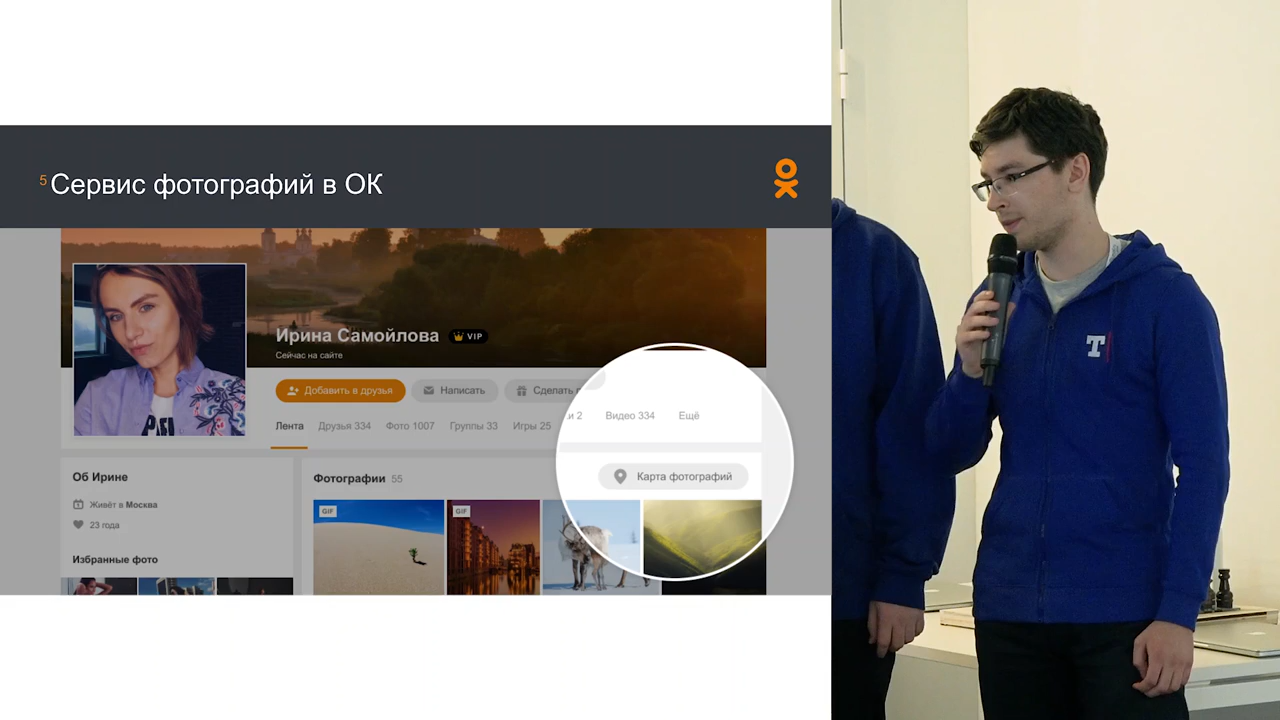 5 Сервис фотографий в ОК
Ирина Самойлова VIP
Сейчас на сайте
Добавить в друзья
Написать
Сделать
Лента Друзья 334 Фото 1007 Группы 33 Игры 25 2 Видео 334 Ещё
Об Ирине
Живёт в Москва
23 года
Избранные фото
Фотографии 55
Карта фотографий
GIF GIF
T